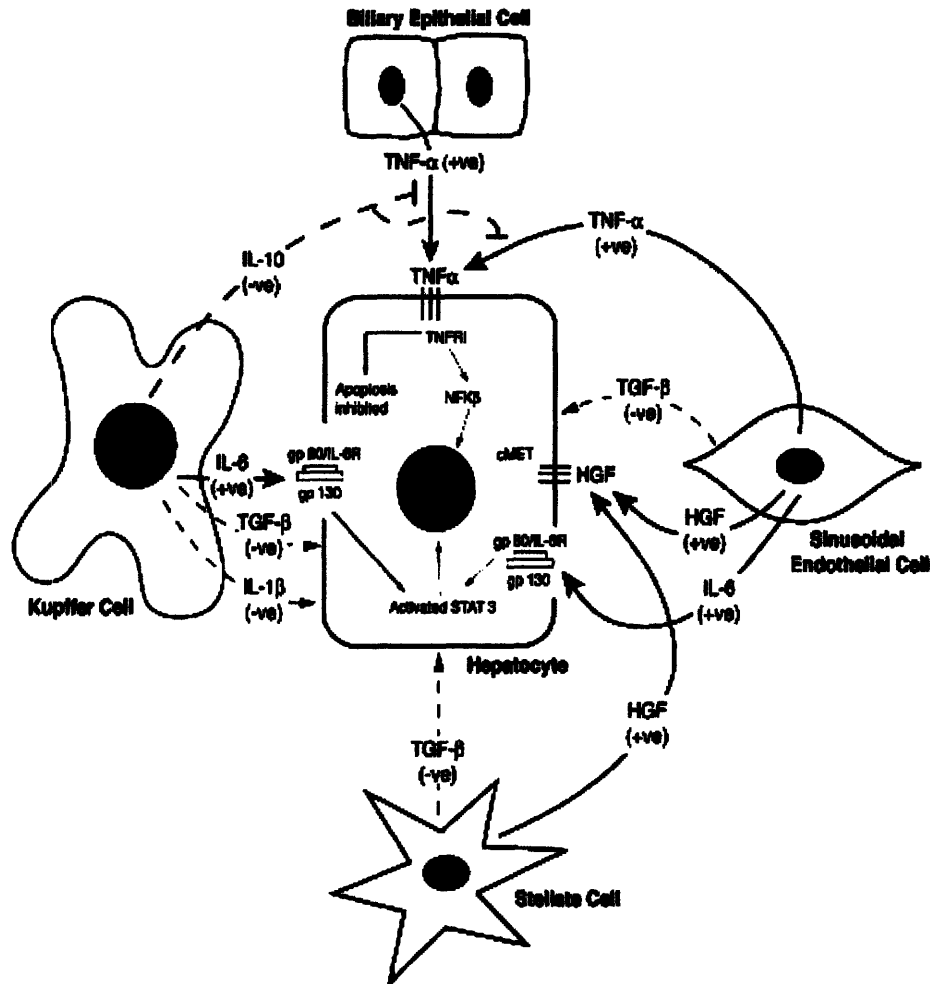 Biliary Epithelial Cell
TNF-α (+ve)
TNF-α
(+ve)
IL-10
(-ve)
TNFα
TNFRI
Apoptosis
inhibited
NFKβ
TGF-β
(-ve)
cMET
HGF
IL-6
(+ve)
gp 80/IL-6R
gp 130
TGF-β
(-ve)
IL-1β
(-ve)
Kupffer Cell
HGF
(+ve)
Sinusoidal
Endothelial Cell
gp 80/IL-6R
gp 130
IL-6
(+ve)
Activated STAT 3
Hepatocyte
HGF
(+ve)
TGF-β
(-ve)
Stellate Cell